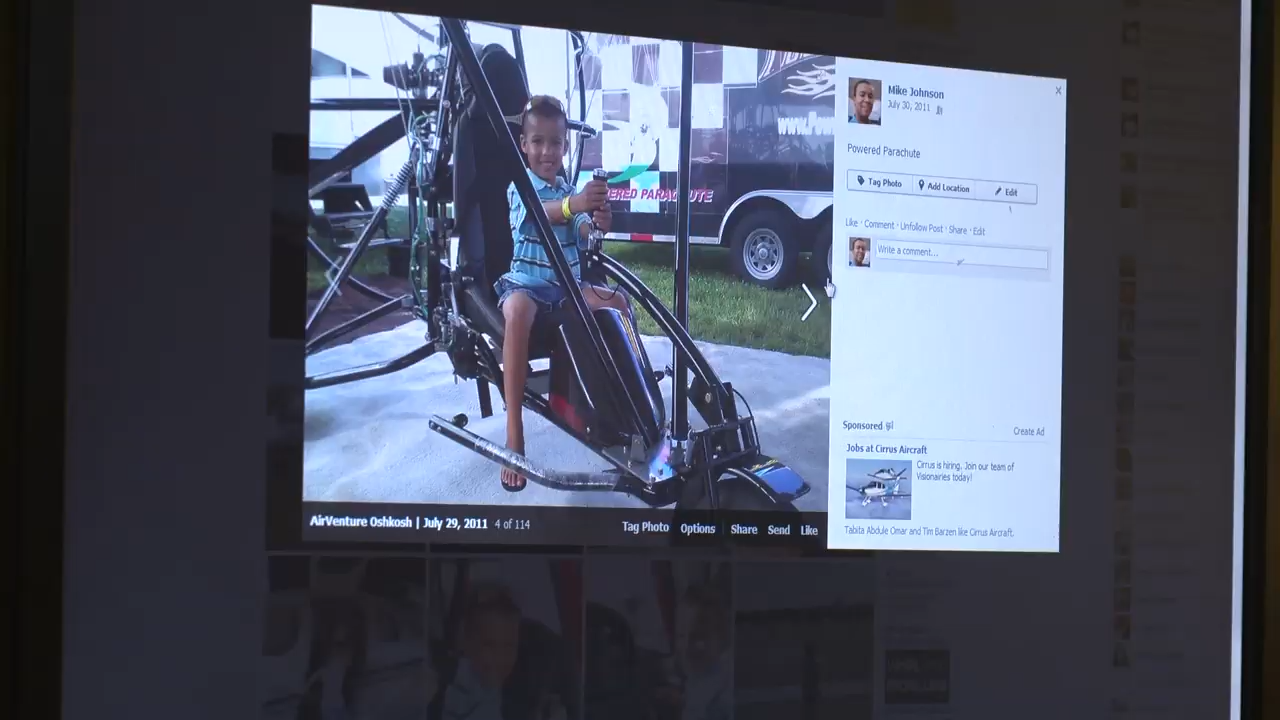 www.Pow
ERED PARACHUTE
Mike Johnson
July 30, 2011
Powered Parachute
Tag Photo
Add Location
Edit
Like · Comment · Unfollow Post · Share · Edit
Write a comment...
Sponsored
Create Ad
Jobs at Cirrus Aircraft
Cirrus is hiring. Join our team of
Visionairies today!
Tabita Abdule Omar and Tim Barzen like Cirrus Aircraft.
AirVenture Oshkosh | July 29, 2011 4 of 114
Tag Photo Options Share Send Like